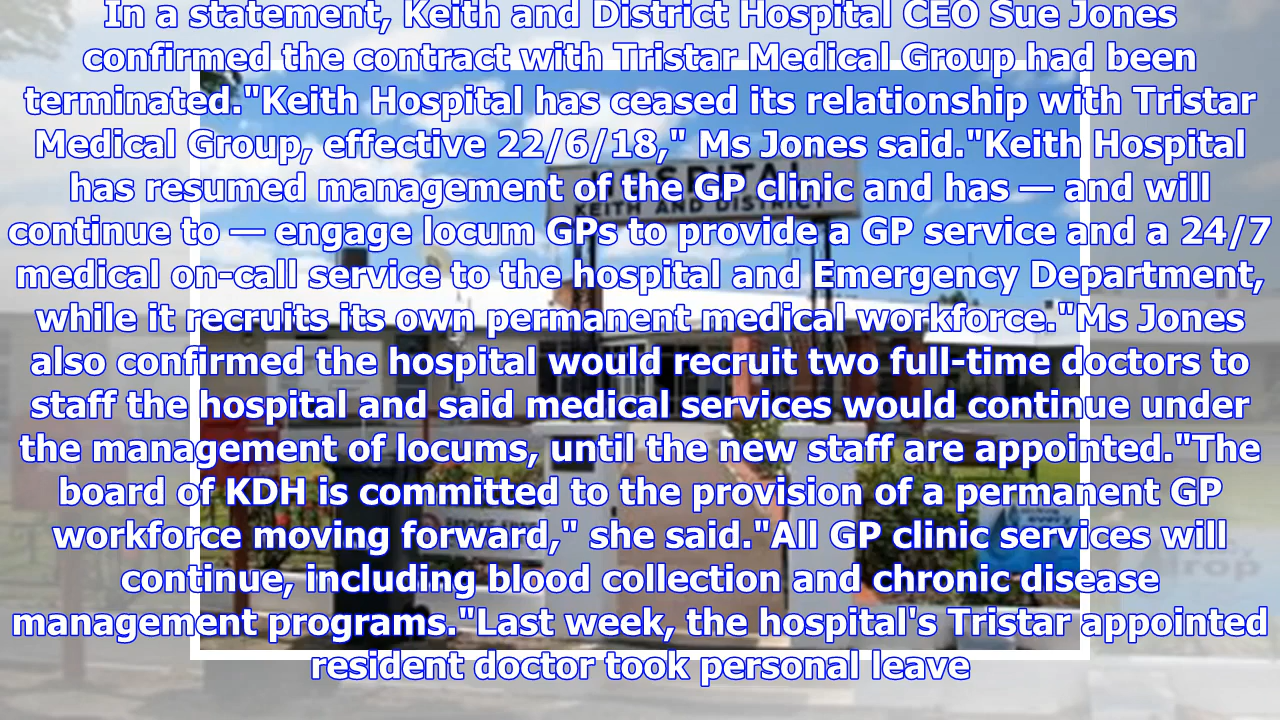 In a statement, Keith and District Hospital CEO Sue Jones
confirmed the contract with Tristar Medical Group had been
terminated."Keith Hospital has ceased its relationship with Tristar
Medical Group, effective 22/6/18," Ms Jones said."Keith Hospital
has resumed management of the GP clinic and has — and will
continue to — engage locum GPs to provide a GP service and a 24/7
medical on-call service to the hospital and Emergency Department,
while it recruits its own permanent medical workforce."Ms Jones
also confirmed the hospital would recruit two full-time doctors to
staff the hospital and said medical services would continue under
the management of locums, until the new staff are appointed."The
board of KDH is committed to the provision of a permanent GP
workforce moving forward," she said."All GP clinic services will
continue, including blood collection and chronic disease
management programs."Last week, the hospital's Tristar appointed
resident doctor took personal leave
HOSPITAL
KEITH AND DISTRICT
every
drop